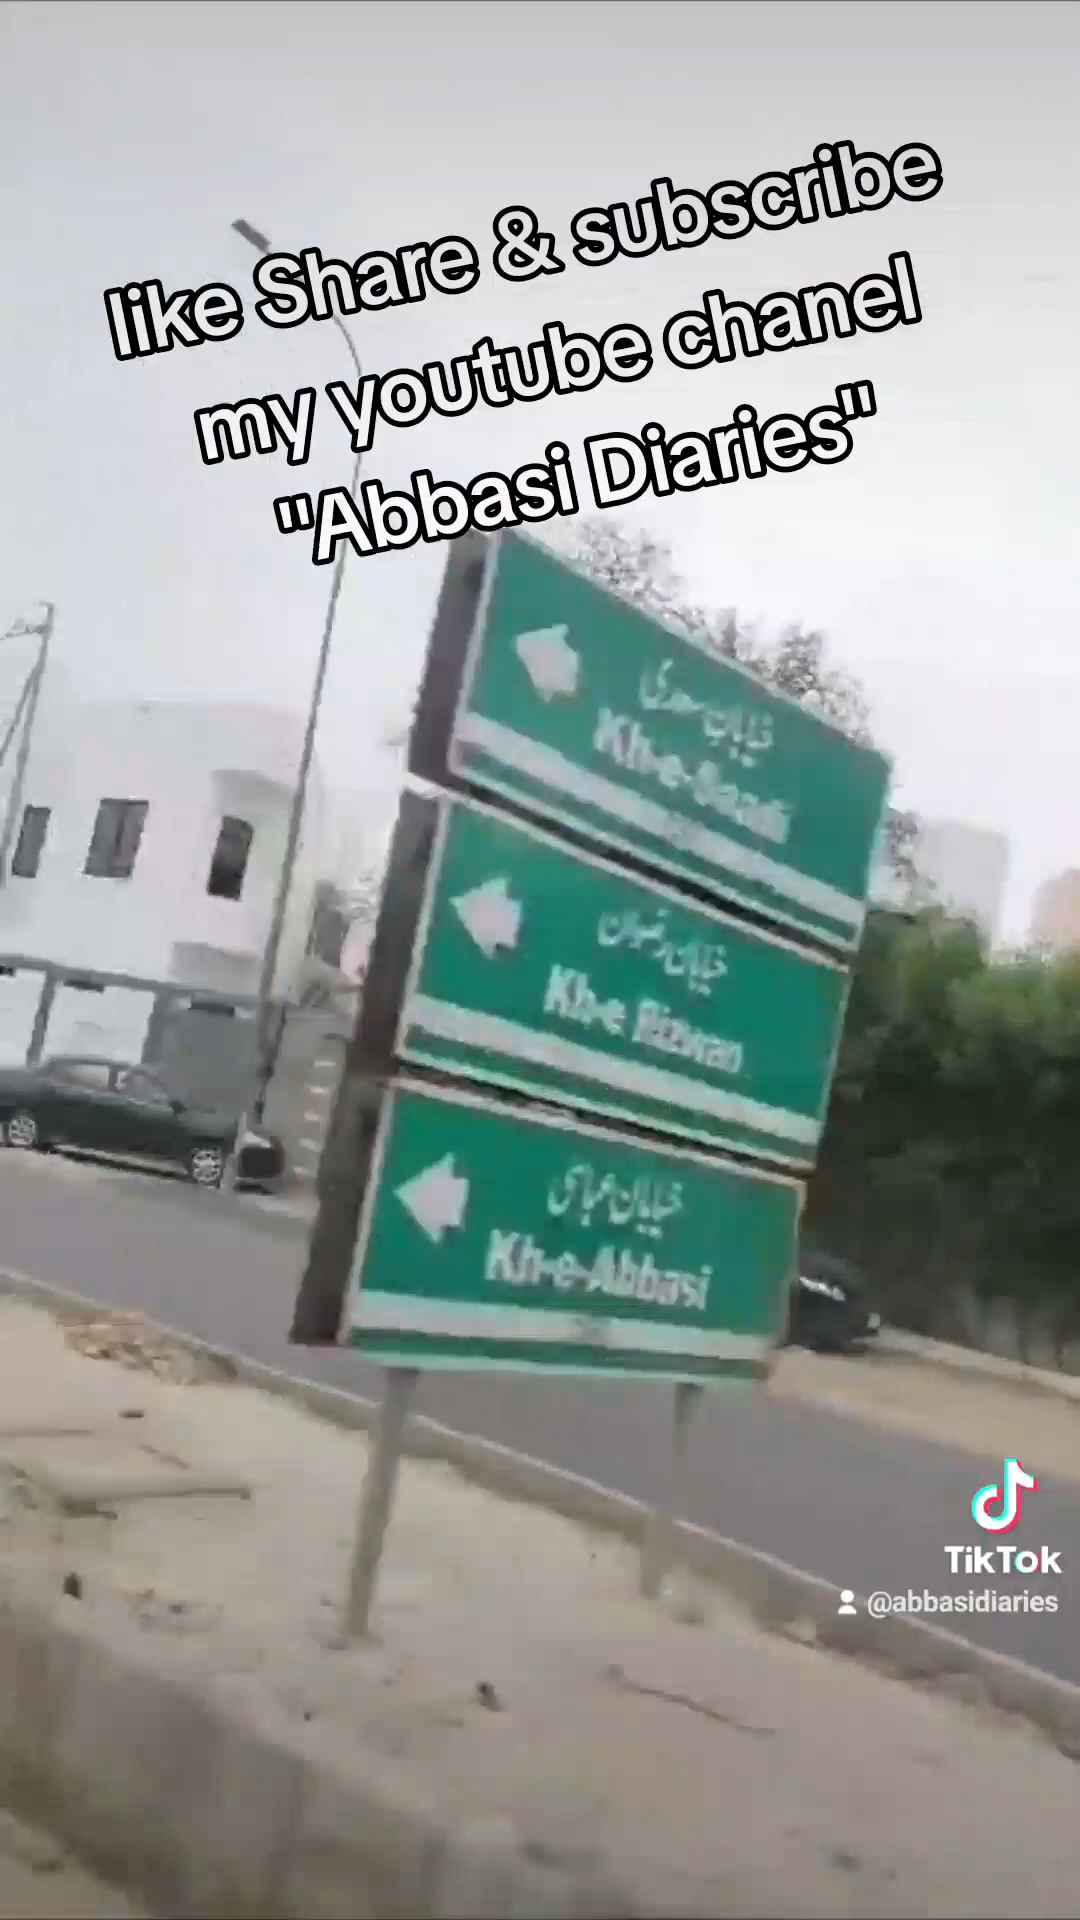 like Share & subscribe
my youtube chanel
"Abbasi Diaries"
خیابان سعدی
Kh-e-Saadi
خیابان رضوان
Kh-e Rizwan
خیابان عباسی
Kh-e-Abbasi
TikTok
@abbasidiaries